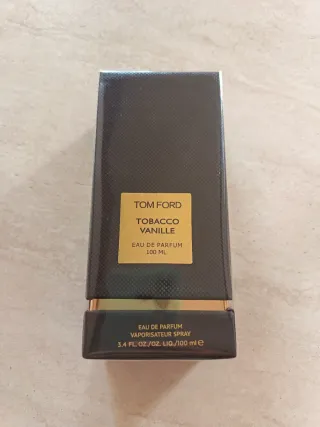 TOM FORD
TOBACCO
VANILLE
EAU DE PARFUM
100 ML
EAU DE PARFUM
VAPORISATEUR SPRAY
3.4 FL.OZ./OZ. LIQ./100 ml ℮